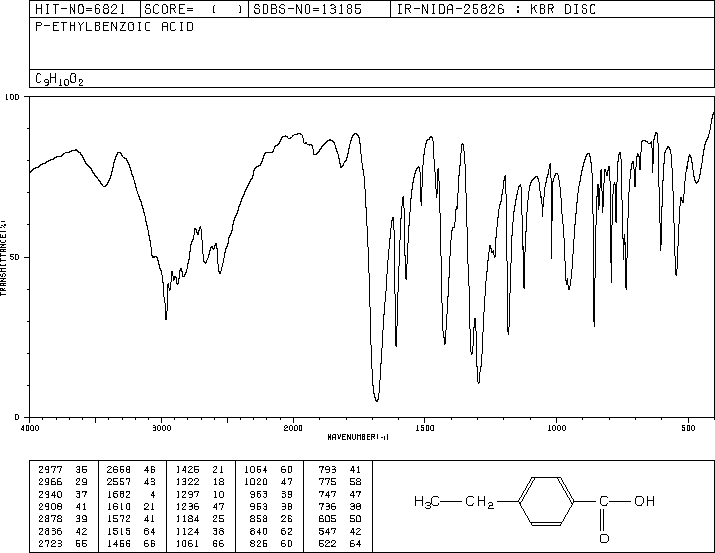 HIT-NO=6821 SCORE= ( ) SDBS-NO=13185 IR-NIDA-25826 : KBR DISC
P-ETHYLBENZOIC ACID
C9H10O2
100
50
0
TRANSMITTANCE(%)
4000 3000 2000 1500 1000 500
WAVENUMBER(-1)
2977 35 2668 46 1426 21 1064 60 793 41
2966 29 2557 43 1322 18 1020 47 775 58
2940 37 1682 4 1297 10 963 39 747 47
2908 41 1610 21 1236 47 953 38 736 38
2878 39 1572 41 1184 25 858 26 605 50
2836 42 1515 64 1124 38 840 62 547 42
2723 55 1456 66 1061 66 826 60 522 64
H3C CH2 C OH
O